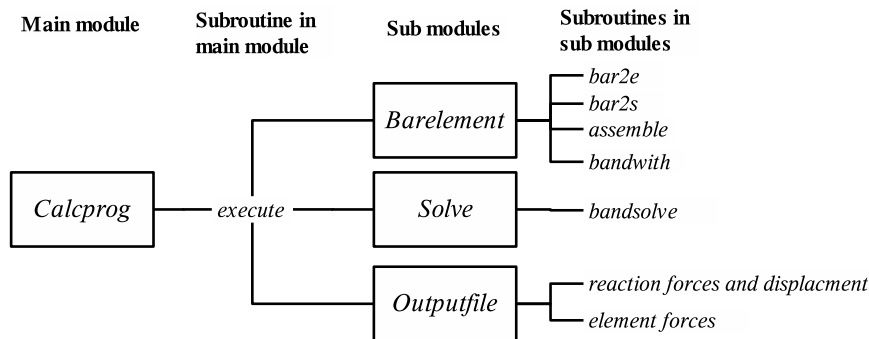 Main module
Subroutine in
main module
Sub modules
Subroutines in
sub modules
Calcprog
execute
Barelement
bar2e
bar2s
assemble
bandwith
Solve
bandsolve
Outputfile
reaction forces and displacment
element forces